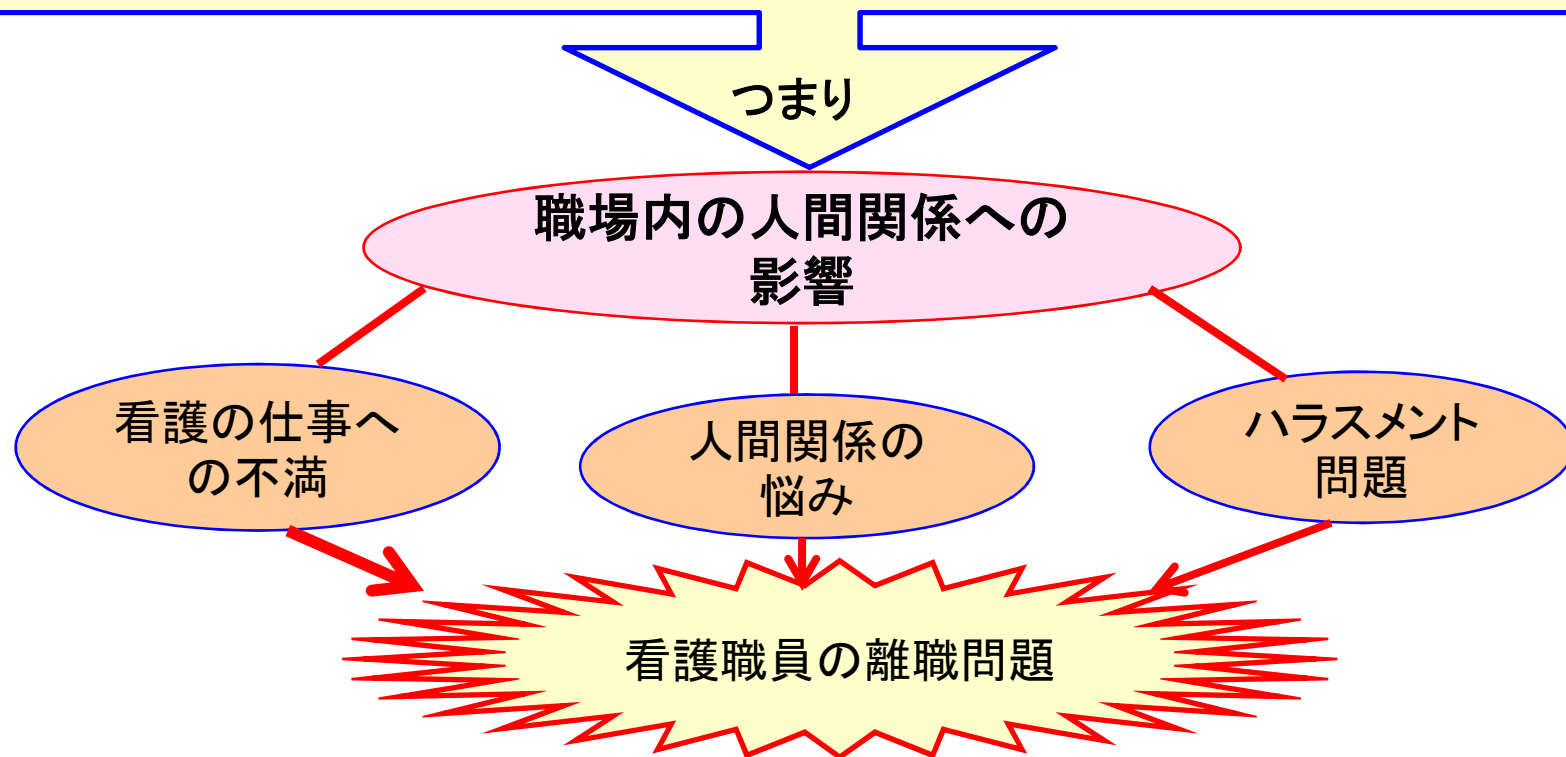 つまり
職場内の人間関係への
影響
看護の仕事へ
の不満
人間関係の
悩み
ハラスメント
問題
看護職員の離職問題